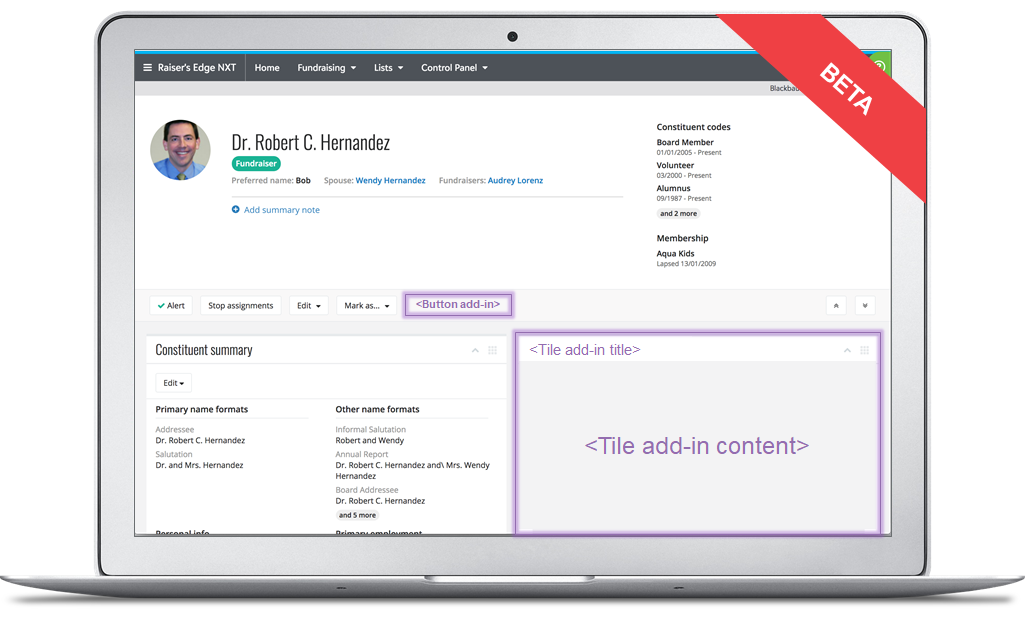 Raiser's Edge NXT Home Fundraising Lists Control Panel
BETA
Dr. Robert C. Hernandez
Fundraiser
Preferred name: Bob Spouse: Wendy Hernandez Fundraisers: Audrey Lorenz
Add summary note
Constituent codes
Board Member
01/01/2005 - Present
Volunteer
03/2000 - Present
Alumnus
09/1987 - Present
and 2 more
Membership
Aqua Kids
Lapsed 13/01/2009
Alert Stop assignments Edit Mark as... <Button add-in>
Constituent summary
Edit
Primary name formats
Addressee
Dr. Robert C. Hernandez
Salutation
Dr. and Mrs. Hernandez
Other name formats
Informal Salutation
Robert and Wendy
Annual Report
Dr. Robert C. Hernandez and\ Mrs. Wendy
Hernandez
Board Addressee
Dr. Robert C. Hernandez
and 5 more
Personal info
Primary employment
<Tile add-in title>
<Tile add-in content>